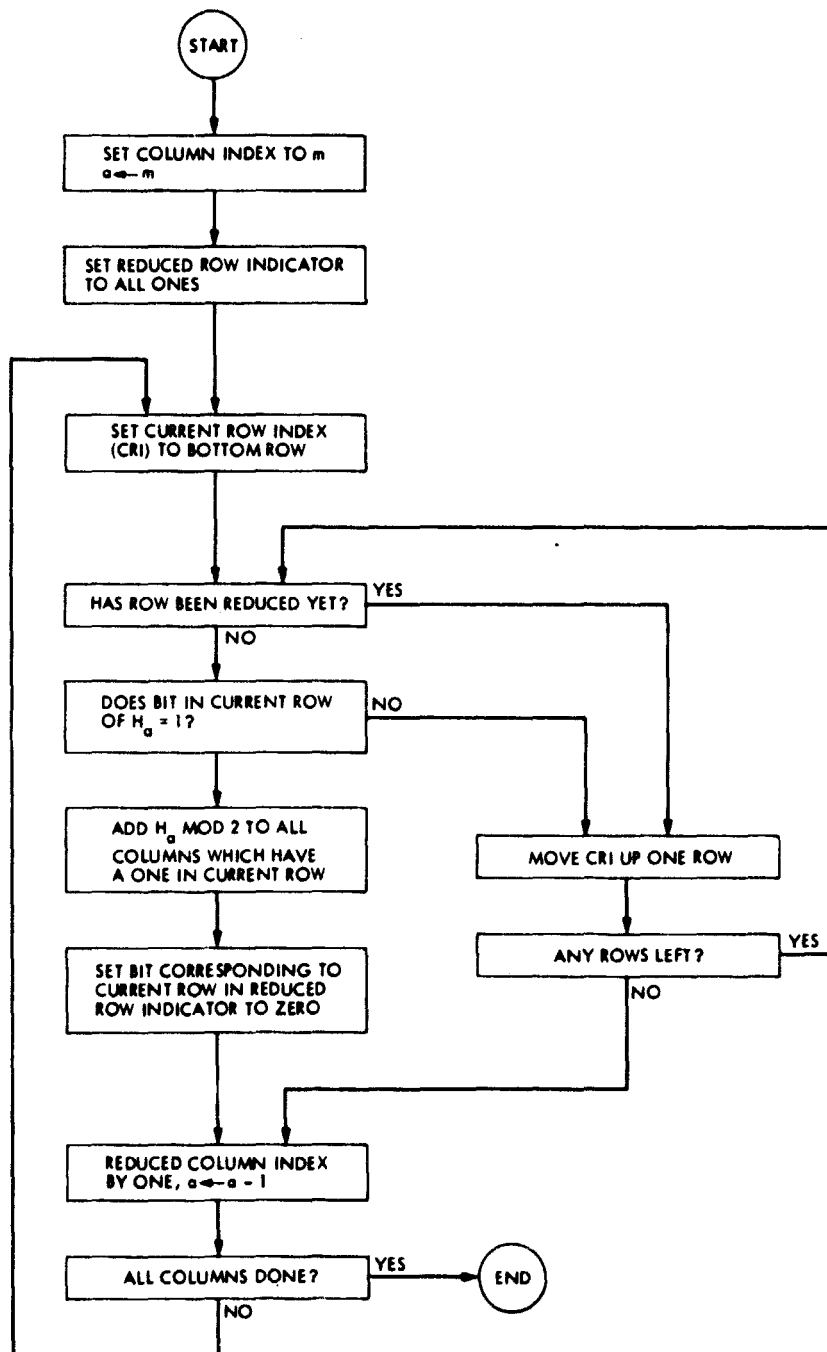 START
SET COLUMN INDEX TO m
a← m
SET REDUCED ROW INDICATOR
TO ALL ONES
SET CURRENT ROW INDEX
(CRI) TO BOTTOM ROW
HAS ROW BEEN REDUCED YET?
YES
NO
DOES BIT IN CURRENT ROW
OF Hₐ = 1?
NO
ADD Hₐ MOD 2 TO ALL
COLUMNS WHICH HAVE
A ONE IN CURRENT ROW
MOVE CRI UP ONE ROW
SET BIT CORRESPONDING TO
CURRENT ROW IN REDUCED
ROW INDICATOR TO ZERO
ANY ROWS LEFT?
YES
NO
REDUCED COLUMN INDEX
BY ONE, a←a - 1
ALL COLUMNS DONE?
YES
END
NO